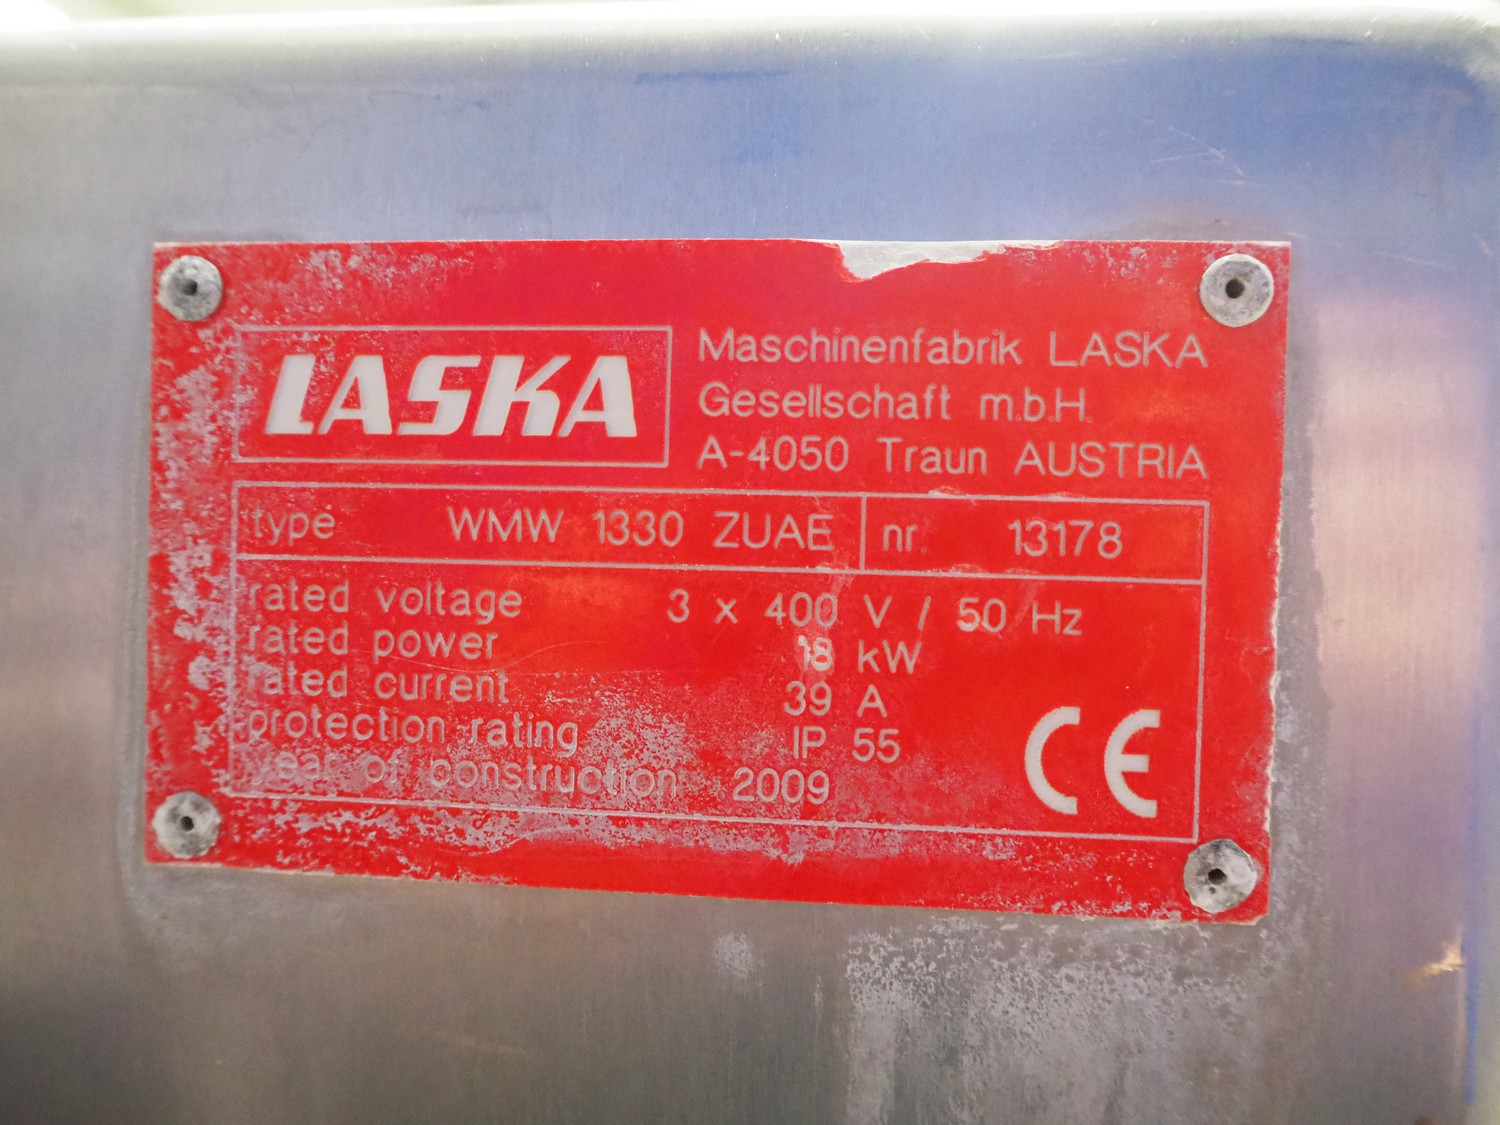 LASKA
Maschinenfabrik LASKA
Gesellschaft m.b.H.
A-4050 Traun AUSTRIA
type WMW 1330 ZUAE nr. 13178
rated voltage 3 x 400 V / 50 Hz
rated power 18 kW
rated current 39 A
protection rating IP 55
year of construction 2009
CE